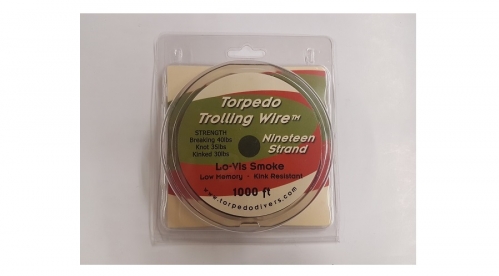 Torpedo
Trolling Wire™
STRENGTH
Breaking 40lbs
Knot 35lbs
Kinked 30lbs
Nineteen
Strand
Lo-Vis Smoke
Low Memory - Kink Resistant
1000 ft
www.torpedodivers.com